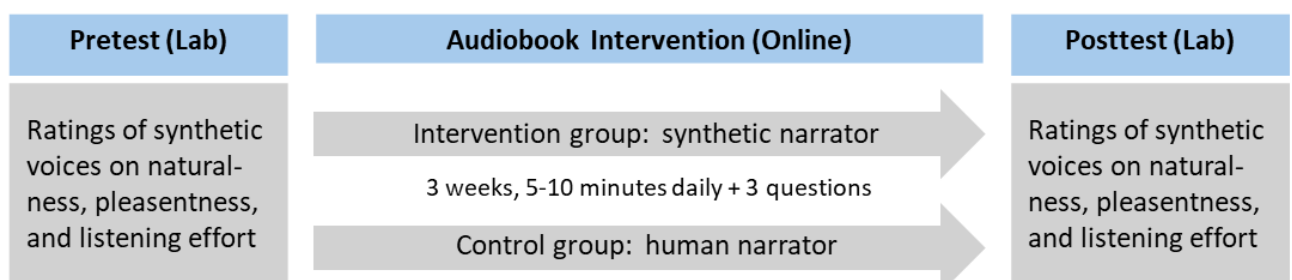 Pretest (Lab)
Audiobook Intervention (Online)
Posttest (Lab)
Ratings of synthetic
voices on natural-
ness, pleasentness,
and listening effort
Intervention group: synthetic narrator
3 weeks, 5-10 minutes daily + 3 questions
Control group: human narrator
Ratings of synthetic
voices on natural-
ness, pleasentness,
and listening effort